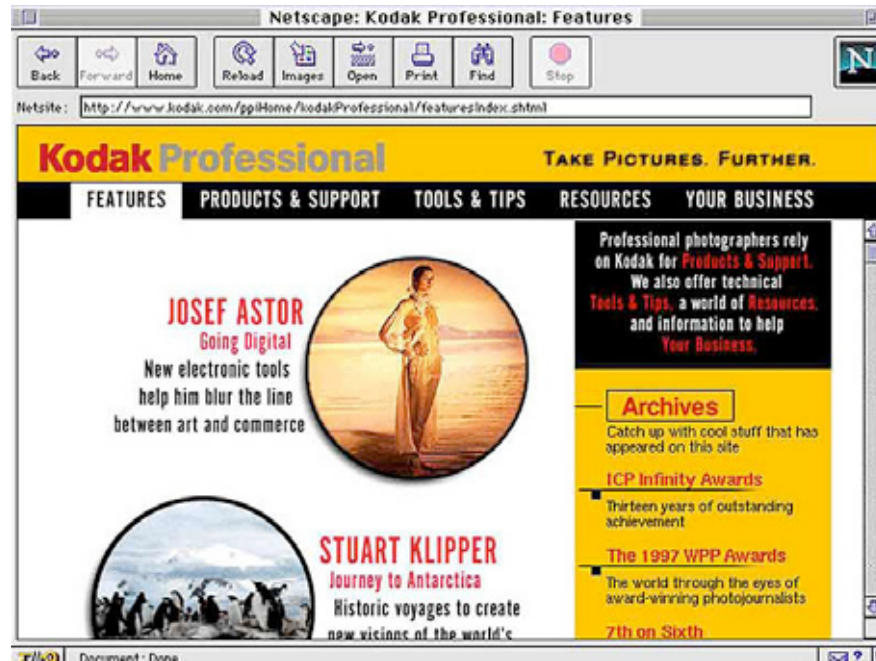 Netscape: Kodak Professional: Features
Back Forward Home Reload Images Open Print Find Stop
N
Netsite: http://www.kodak.com/ppiHome/kodakProfessional/featuresIndex.shtml
Kodak Professional
TAKE PICTURES. FURTHER.
FEATURES PRODUCTS & SUPPORT TOOLS & TIPS RESOURCES YOUR BUSINESS
JOSEF ASTOR
Going Digital
New electronic tools
help him blur the line
between art and commerce
STUART KLIPPER
Journey to Antarctica
Historic voyages to create
new visions of the world's
Professional photographers rely
on Kodak for Products & Support.
We also offer technical
Tools & Tips, a world of Resources,
and information to help
Your Business.
Archives
Catch up with cool stuff that has
appeared on this site
ICP Infinity Awards
Thirteen years of outstanding
achievement
The 1997 WPP Awards
The world through the eyes of
award-winning photojournalists
7th on Sixth
Document: Done
?